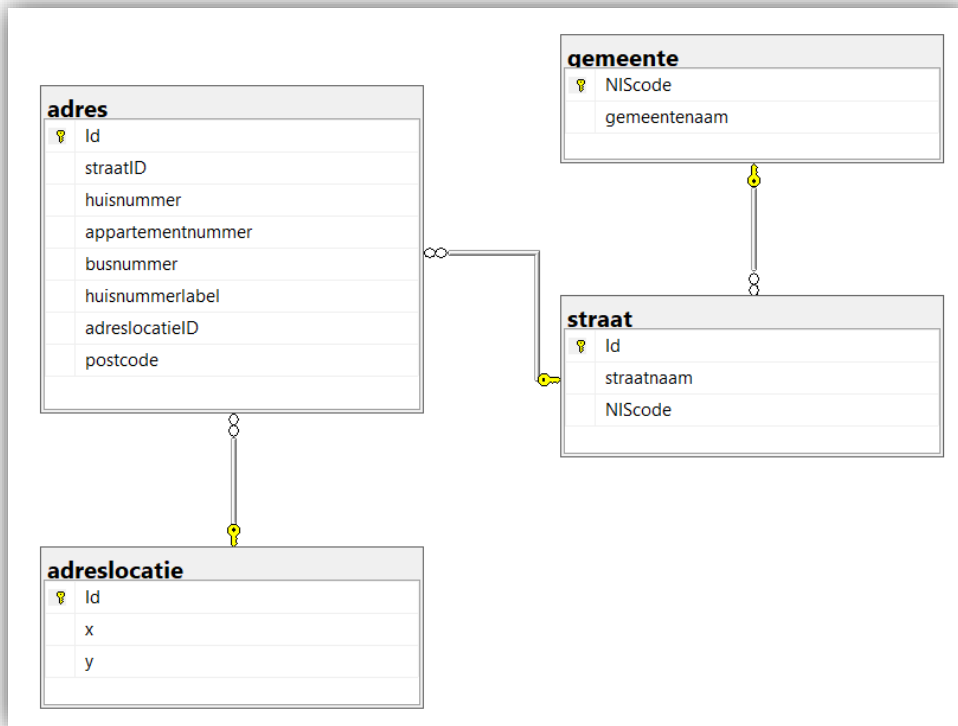 adres
Id
straatID
huisnummer
appartementnummer
busnummer
huisnummerlabel
adreslocatieID
postcode
gemeente
NIScode
gemeentenaam
straat
Id
straatnaam
NIScode
adreslocatie
Id
x
y